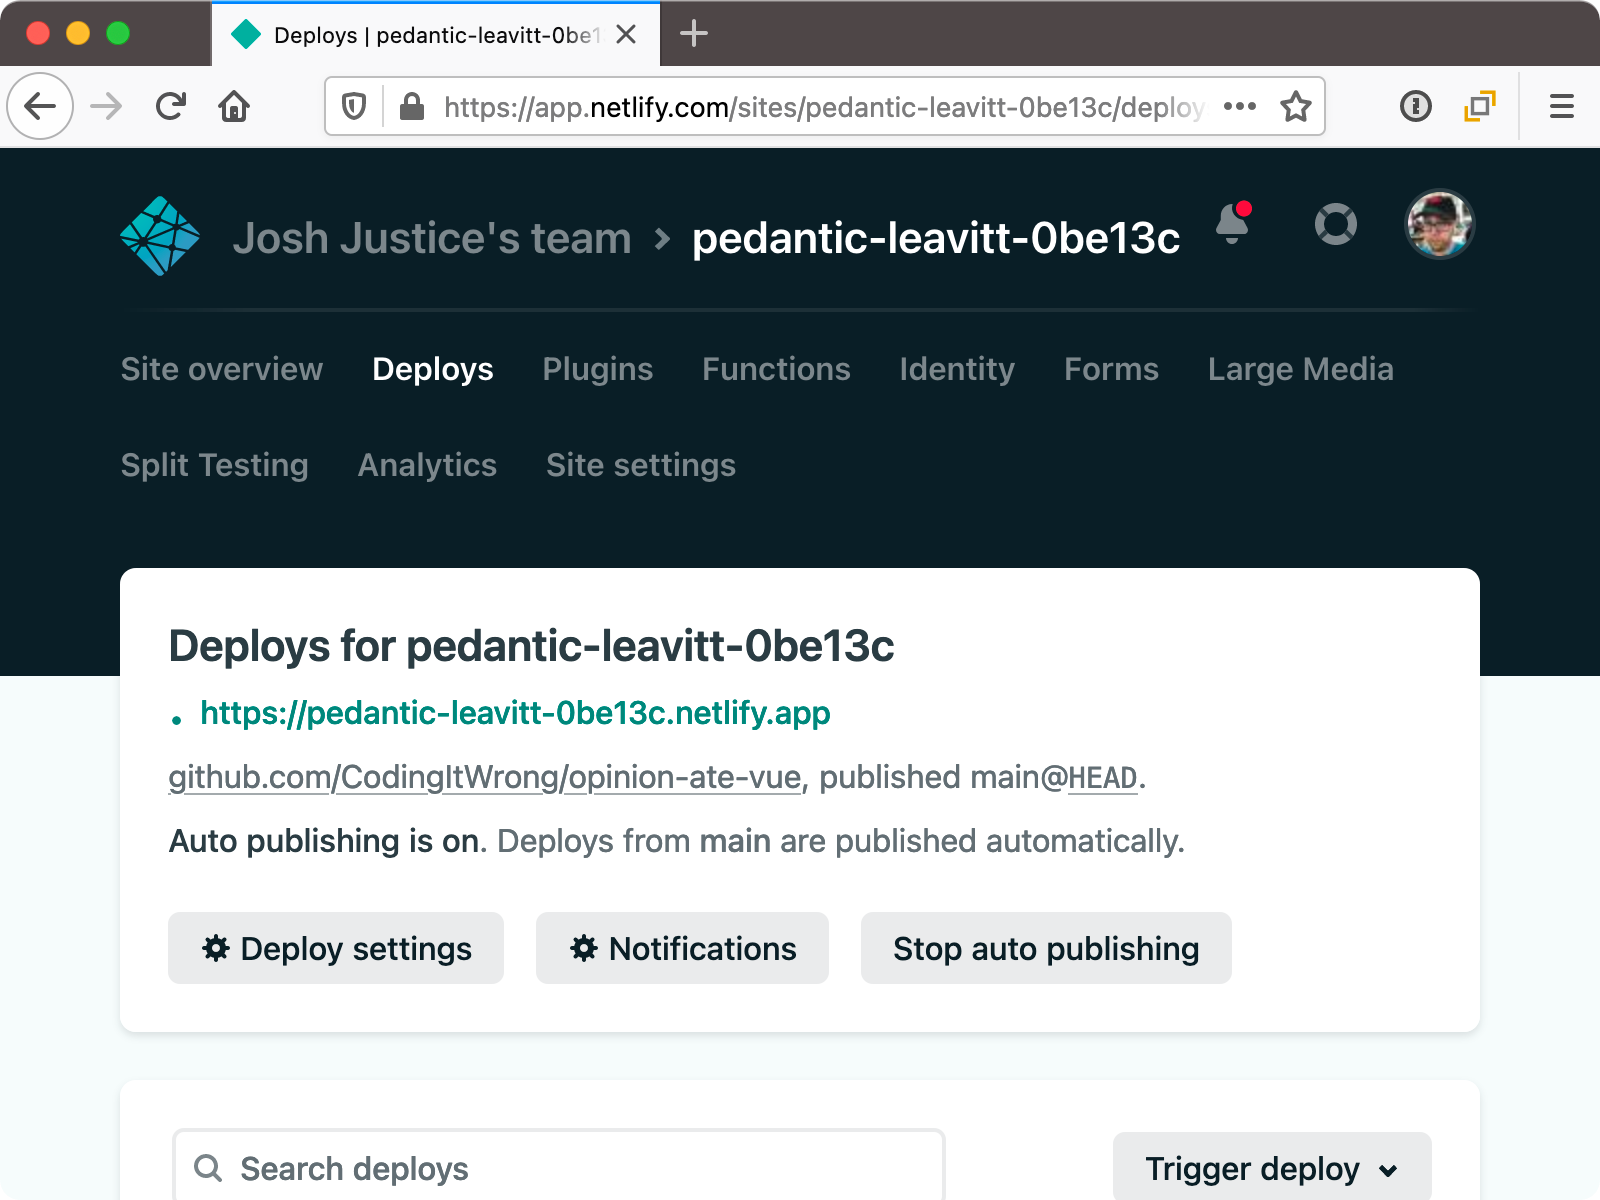 Deploys | pedantic-leavitt-0be1
https://app.netlify.com/sites/pedantic-leavitt-0be13c/deploy
Josh Justice's team > pedantic-leavitt-0be13c
Site overview Deploys Plugins Functions Identity Forms Large Media
Split Testing Analytics Site settings
Deploys for pedantic-leavitt-0be13c
• https://pedantic-leavitt-0be13c.netlify.app
github.com/CodingItWrong/opinion-ate-vue, published main@HEAD.
Auto publishing is on. Deploys from main are published automatically.
Deploy settings Notifications Stop auto publishing
Search deploys Trigger deploy